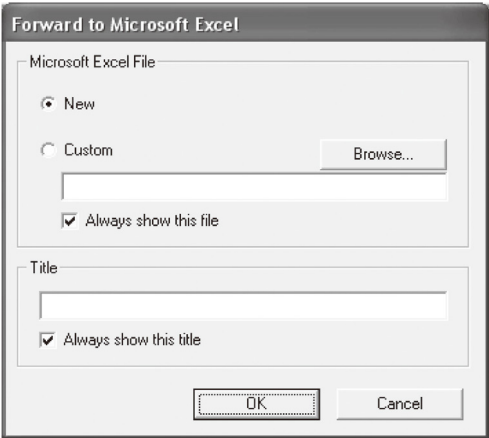 Forward to Microsoft Excel
Microsoft Excel File
New
Custom
Browse...
Always show this file
Title
Always show this title
OK
Cancel